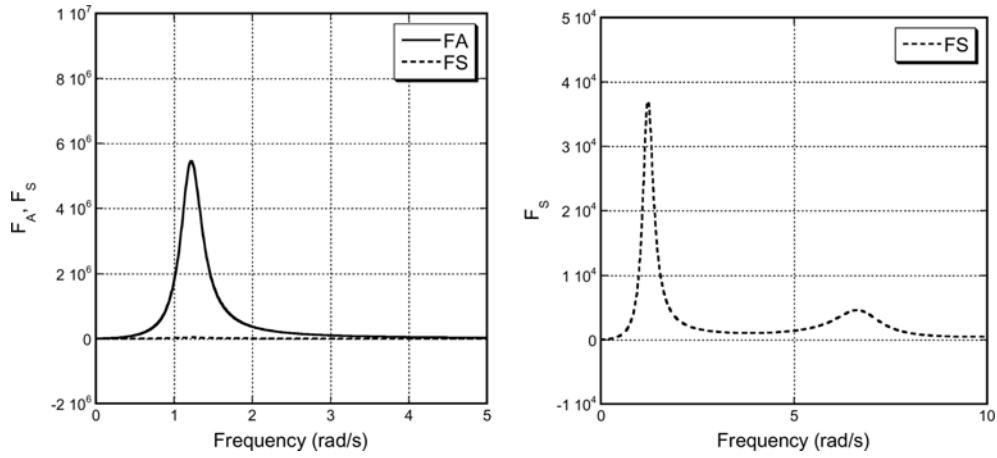 1 10⁷
8 10⁶
6 10⁶
4 10⁶
2 10⁶
0
-2 10⁶
F_A, F_S
FA
FS
0 1 2 3 4 5
Frequency (rad/s)
5 10⁴
4 10⁴
3 10⁴
2 10⁴
1 10⁴
0
-1 10⁴
F_S
FS
0 5 10
Frequency (rad/s)